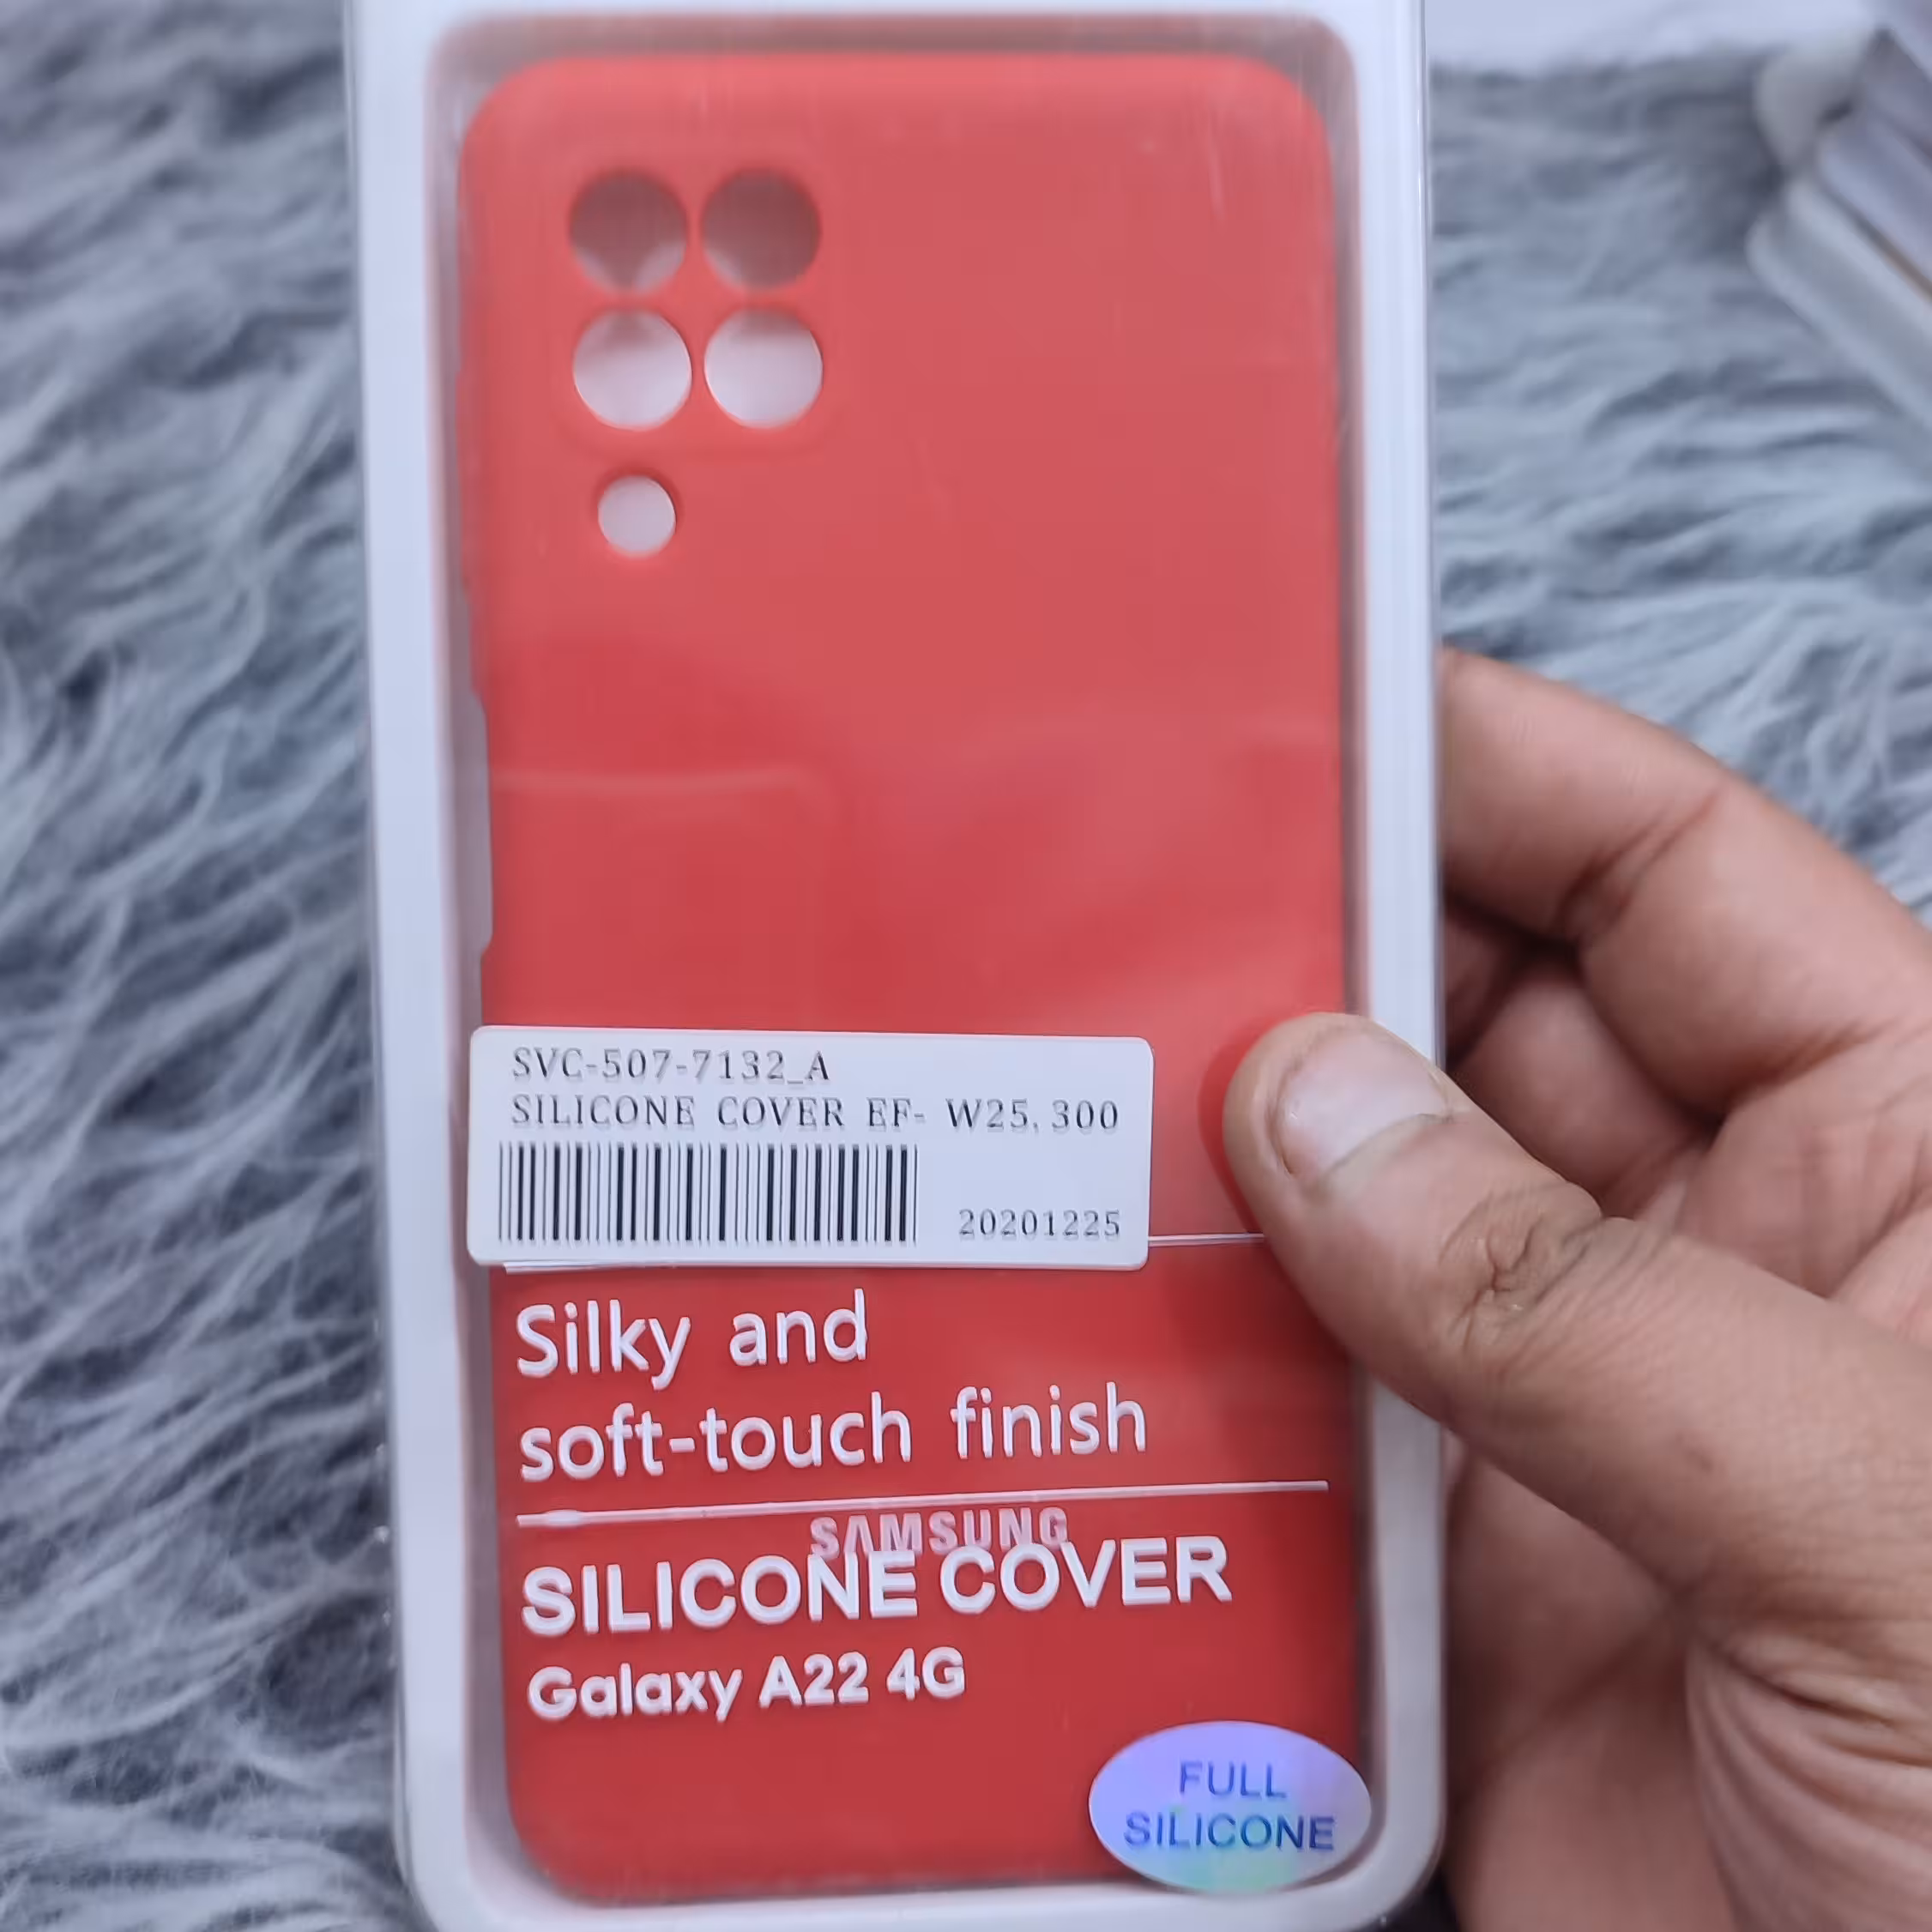 SVC-507-7132_A
SILICONE COVER EF- W25,300
20201225
Silky and
soft-touch finish
SAMSUNG
SILICONE COVER
Galaxy A22 4G
FULL
SILICONE